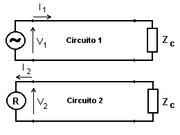 I1
V1
Circuito 1
Zc
I2
R
V2
Circuito 2
Zc